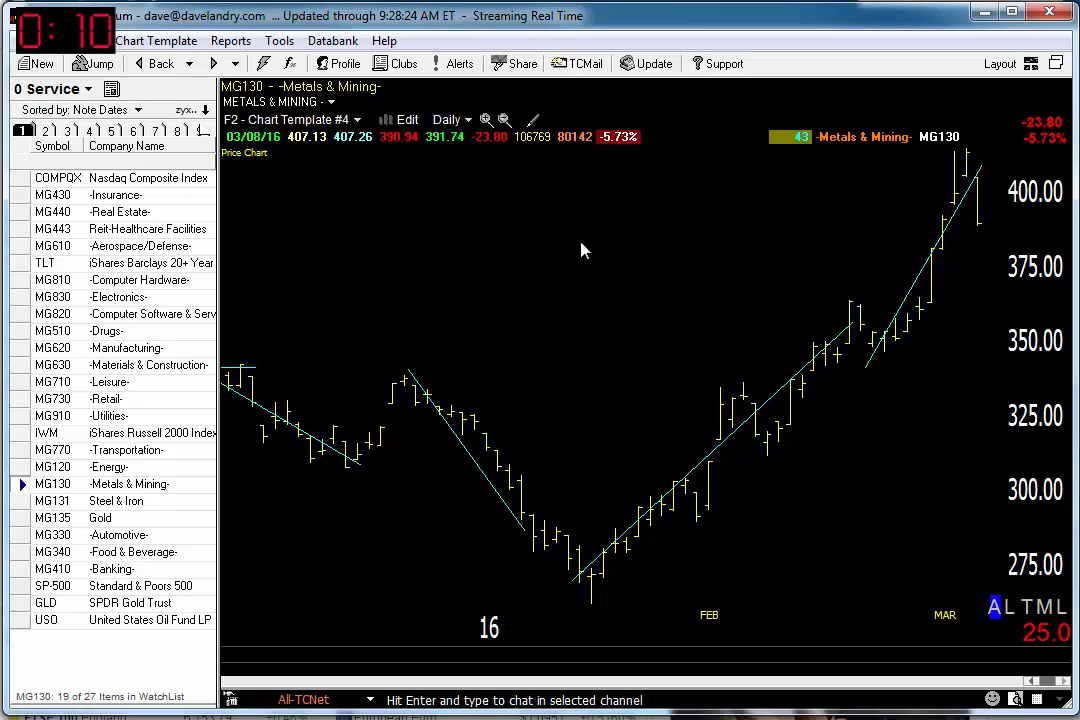 um - dave@davelandry.com ... Updated through 9:28:24 AM ET - Streaming Real Time
0:10
Chart Template Reports Tools Databank Help
New Jump Back Profile Clubs Alerts Share TCMail Update Support Layout
0 Service
Sorted by: Note Dates zyx..
1 2 3 4 5 6 7 8
Symbol Company Name
COMPQX Nasdaq Composite Index
MG430 -Insurance-
MG440 -Real Estate-
MG443 Reit-Healthcare Facilities
MG610 -Aerospace/Defense-
TLT iShares Barclays 20+ Year
MG810 -Computer Hardware-
MG830 -Electronics-
MG820 -Computer Software & Serv
MG510 -Drugs-
MG620 -Manufacturing-
MG630 -Materials & Construction-
MG710 -Leisure-
MG730 -Retail-
MG910 -Utilities-
IWM iShares Russell 2000 Index
MG770 -Transportation-
MG120 -Energy-
MG130 -Metals & Mining-
MG131 Steel & Iron
MG135 Gold
MG330 -Automotive-
MG340 -Food & Beverage-
MG410 -Banking-
SP-500 Standard & Poors 500
GLD SPDR Gold Trust
USO United States Oil Fund LP
MG130: 19 of 27 Items in WatchList
MG130 - -Metals & Mining-
METALS & MINING -
F2 - Chart Template #4 Edit Daily
03/08/16 407.13 407.26 390.94 391.74 -23.80 106769 80142 -5.73% 43 -Metals & Mining- MG130
-23.80
-5.73%
Price Chart
400.00
375.00
350.00
325.00
300.00
275.00
16 FEB MAR
A L T M L
25.0
All-TCNet Hit Enter and type to chat in selected channel